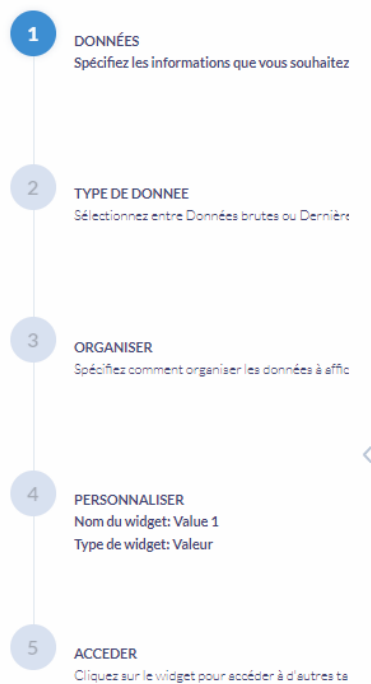 1
DONNÉES
Spécifiez les informations que vous souhaitez
2
TYPE DE DONNEE
Sélectionnez entre Données brutes ou Dernière
3
ORGANISER
Spécifiez comment organiser les données à affic
4
PERSONNALISER
Nom du widget: Value 1
Type de widget: Valeur
5
ACCEDER
Cliquez sur le widget pour accéder à d'autres ta